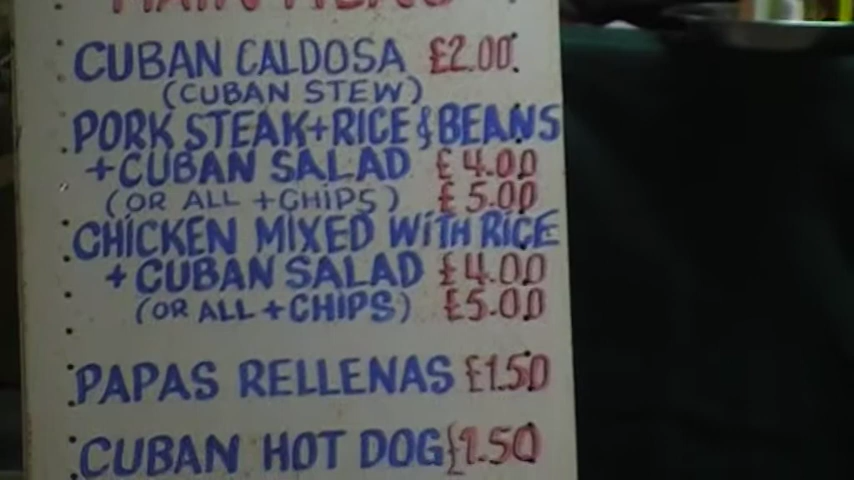 MAIN MEALS
CUBAN CALDOSA £2.00
(CUBAN STEW)
PORK STEAK+RICE & BEANS
+CUBAN SALAD £4.00
(OR ALL +CHIPS) £5.00
CHICKEN MIXED WiTH RICE
+CUBAN SALAD £4.00
(OR ALL +CHIPS) £5.00
PAPAS RELLENAS £1.50
CUBAN HOT DOG £1.50